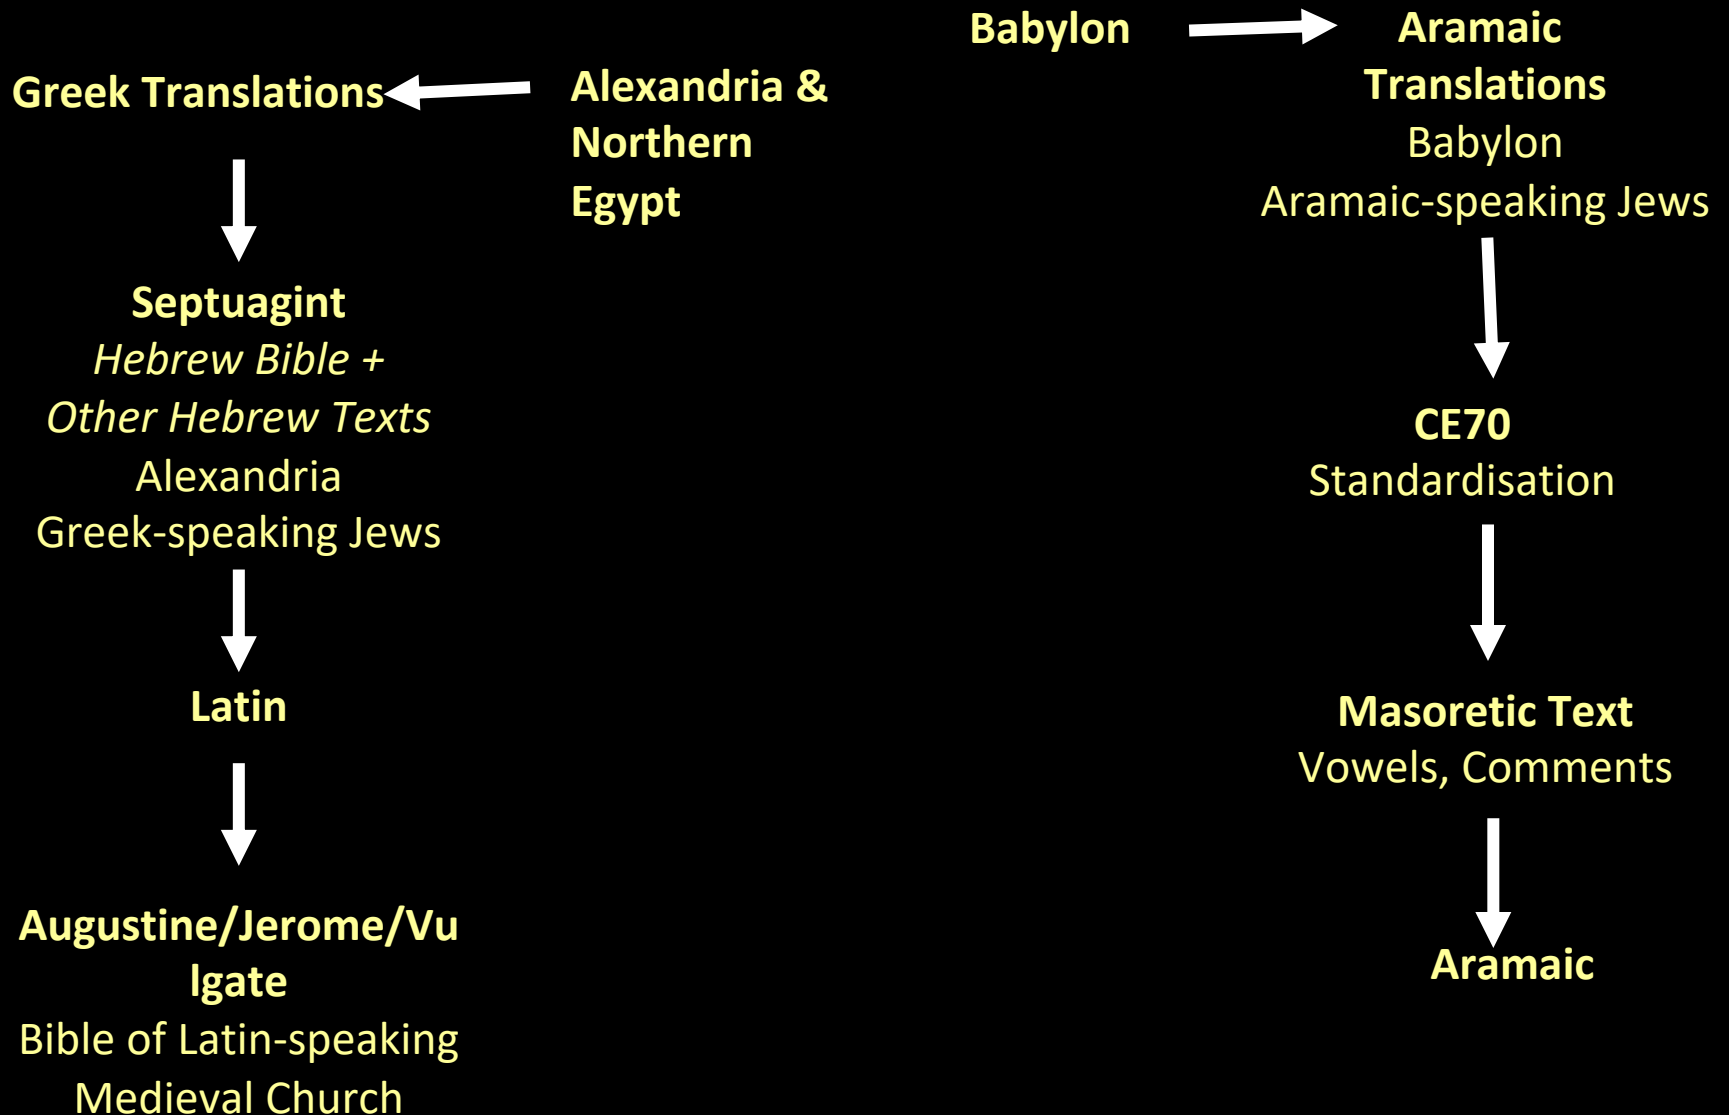 Babylon
Aramaic
Translations
Babylon
Aramaic-speaking Jews
Greek Translations
Alexandria &
Northern
Egypt
Septuagint
Hebrew Bible +
Other Hebrew Texts
Alexandria
Greek-speaking Jews
CE70
Standardisation
Latin
Masoretic Text
Vowels, Comments
Augustine/Jerome/Vu
lgate
Bible of Latin-speaking
Medieval Church
Aramaic